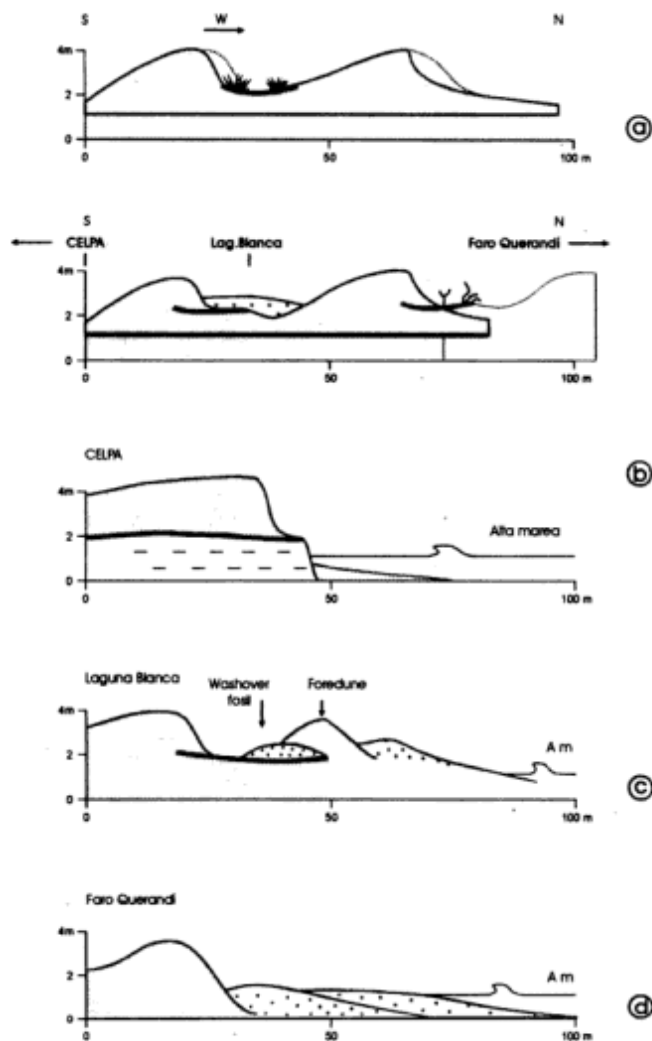 S W N
4m
2
0
0 50 100 m
a
S N
CELPA Lag.Blanca Faro Querandí
4m
2
0
0 50 100 m
b
CELPA
4m
2
0
Alta marea
0 50 100 m
Laguna Blanca
Washover fosil
Foredune
4m
2
0
A m
0 50 100 m
c
Faro Querandí
4m
2
0
A m
0 50 100 m
d